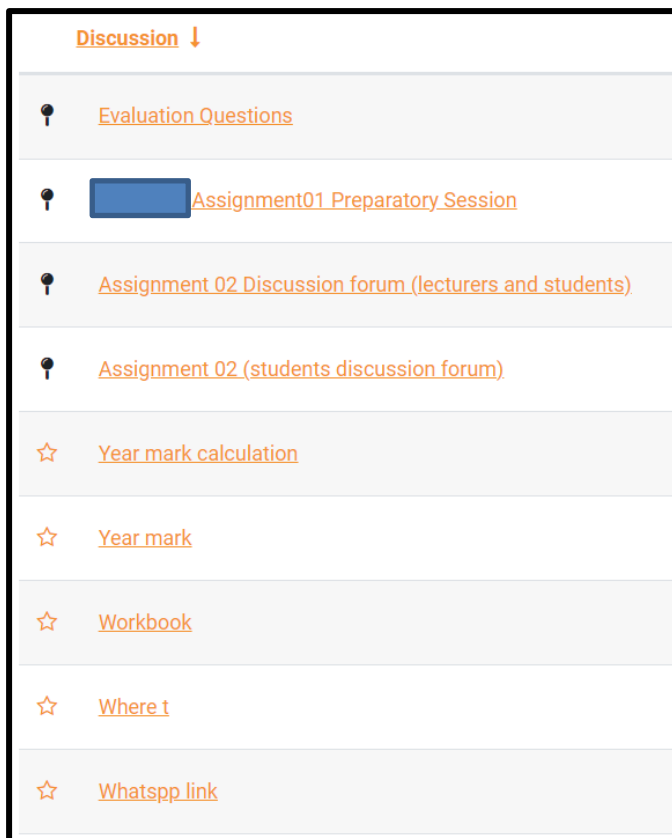 Discussion ↓
Evaluation Questions
Assignment01 Preparatory Session
Assignment 02 Discussion forum (lecturers and students)
Assignment 02 (students discussion forum)
Year mark calculation
Year mark
Workbook
Where t
Whatspp link